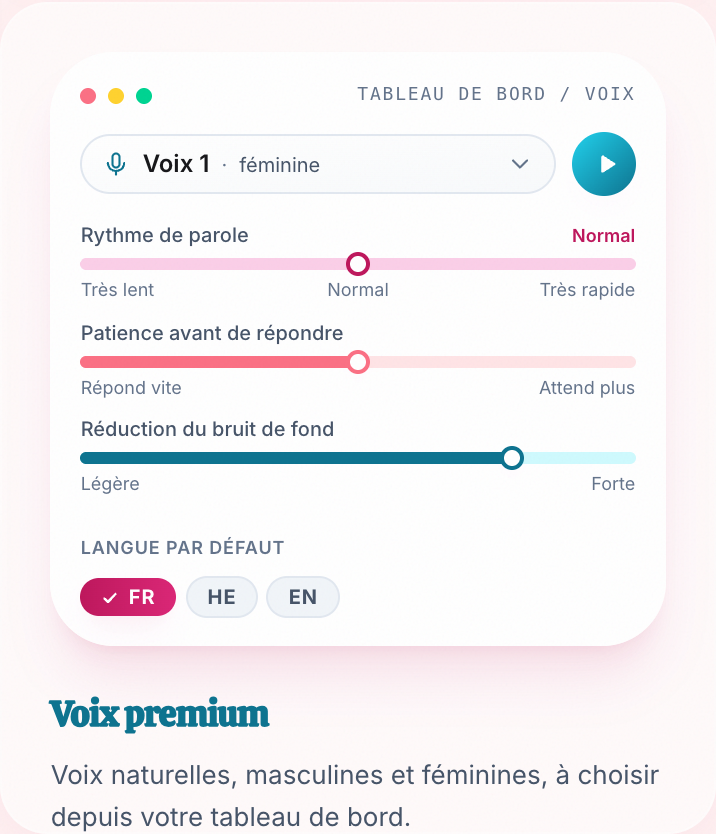 TABLEAU DE BORD / VOIX
Voix 1 · féminine
Rythme de parole Normal
Très lent Normal Très rapide
Patience avant de répondre
Répond vite Attend plus
Réduction du bruit de fond
Légère Forte
LANGUE PAR DÉFAUT
FR HE EN
Voix premium
Voix naturelles, masculines et féminines, à choisir
depuis votre tableau de bord.